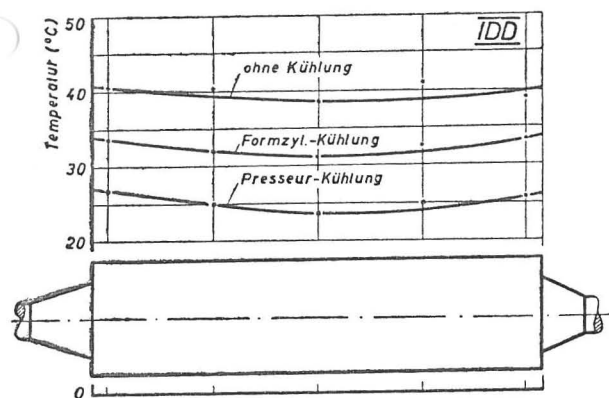 50
IDD
Temperatur (°C)
ohne Kühlung
40
Formzyl.-Kühlung
30
Presseur-Kühlung
20
0